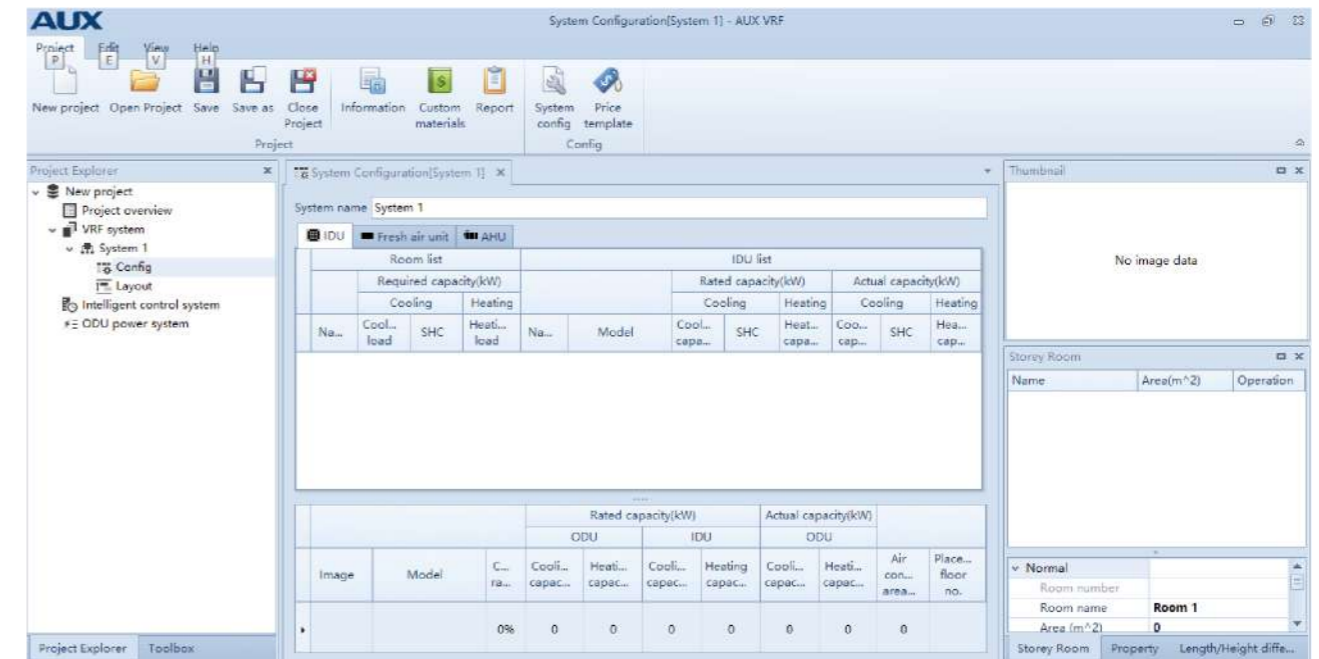 AUX
System Configuration[System 1] - AUX VRF
Project Edit View Help
P E V H
New project Open Project Save Save as Close Project Information Custom materials Report System config Price template
Project Config
Project Explorer
New project
Project overview
VRF system
System 1
Config
Layout
Intelligent control system
ODU power system
Project Explorer Toolbox
System Configuration[System 1]
System name System 1
IDU Fresh air unit AHU
Room list IDU list
Required capacity(kW) Rated capacity(kW) Actual capacity(kW)
Cooling Heating Cooling Heating Cooling Heating
Na... Cool... load SHC Heati... load Na... Model Cool... capa... SHC Heat... capa... Coo... cap... SHC Hea... cap...
Rated capacity(kW) Actual capacity(kW)
ODU IDU ODU
Image Model C... ra... Cooli... capac... Heati... capac... Cooli... capac... Heating capac... Cooli... capac... Heati... capac... Air con... area... Place... floor no.
0% 0 0 0 0 0 0 0
Thumbnail
No image data
Storey Room
Name Area(m^2) Operation
Normal
Room number
Room name Room 1
Area (m^2) 0
Storey Room Property Length/Height diffe...